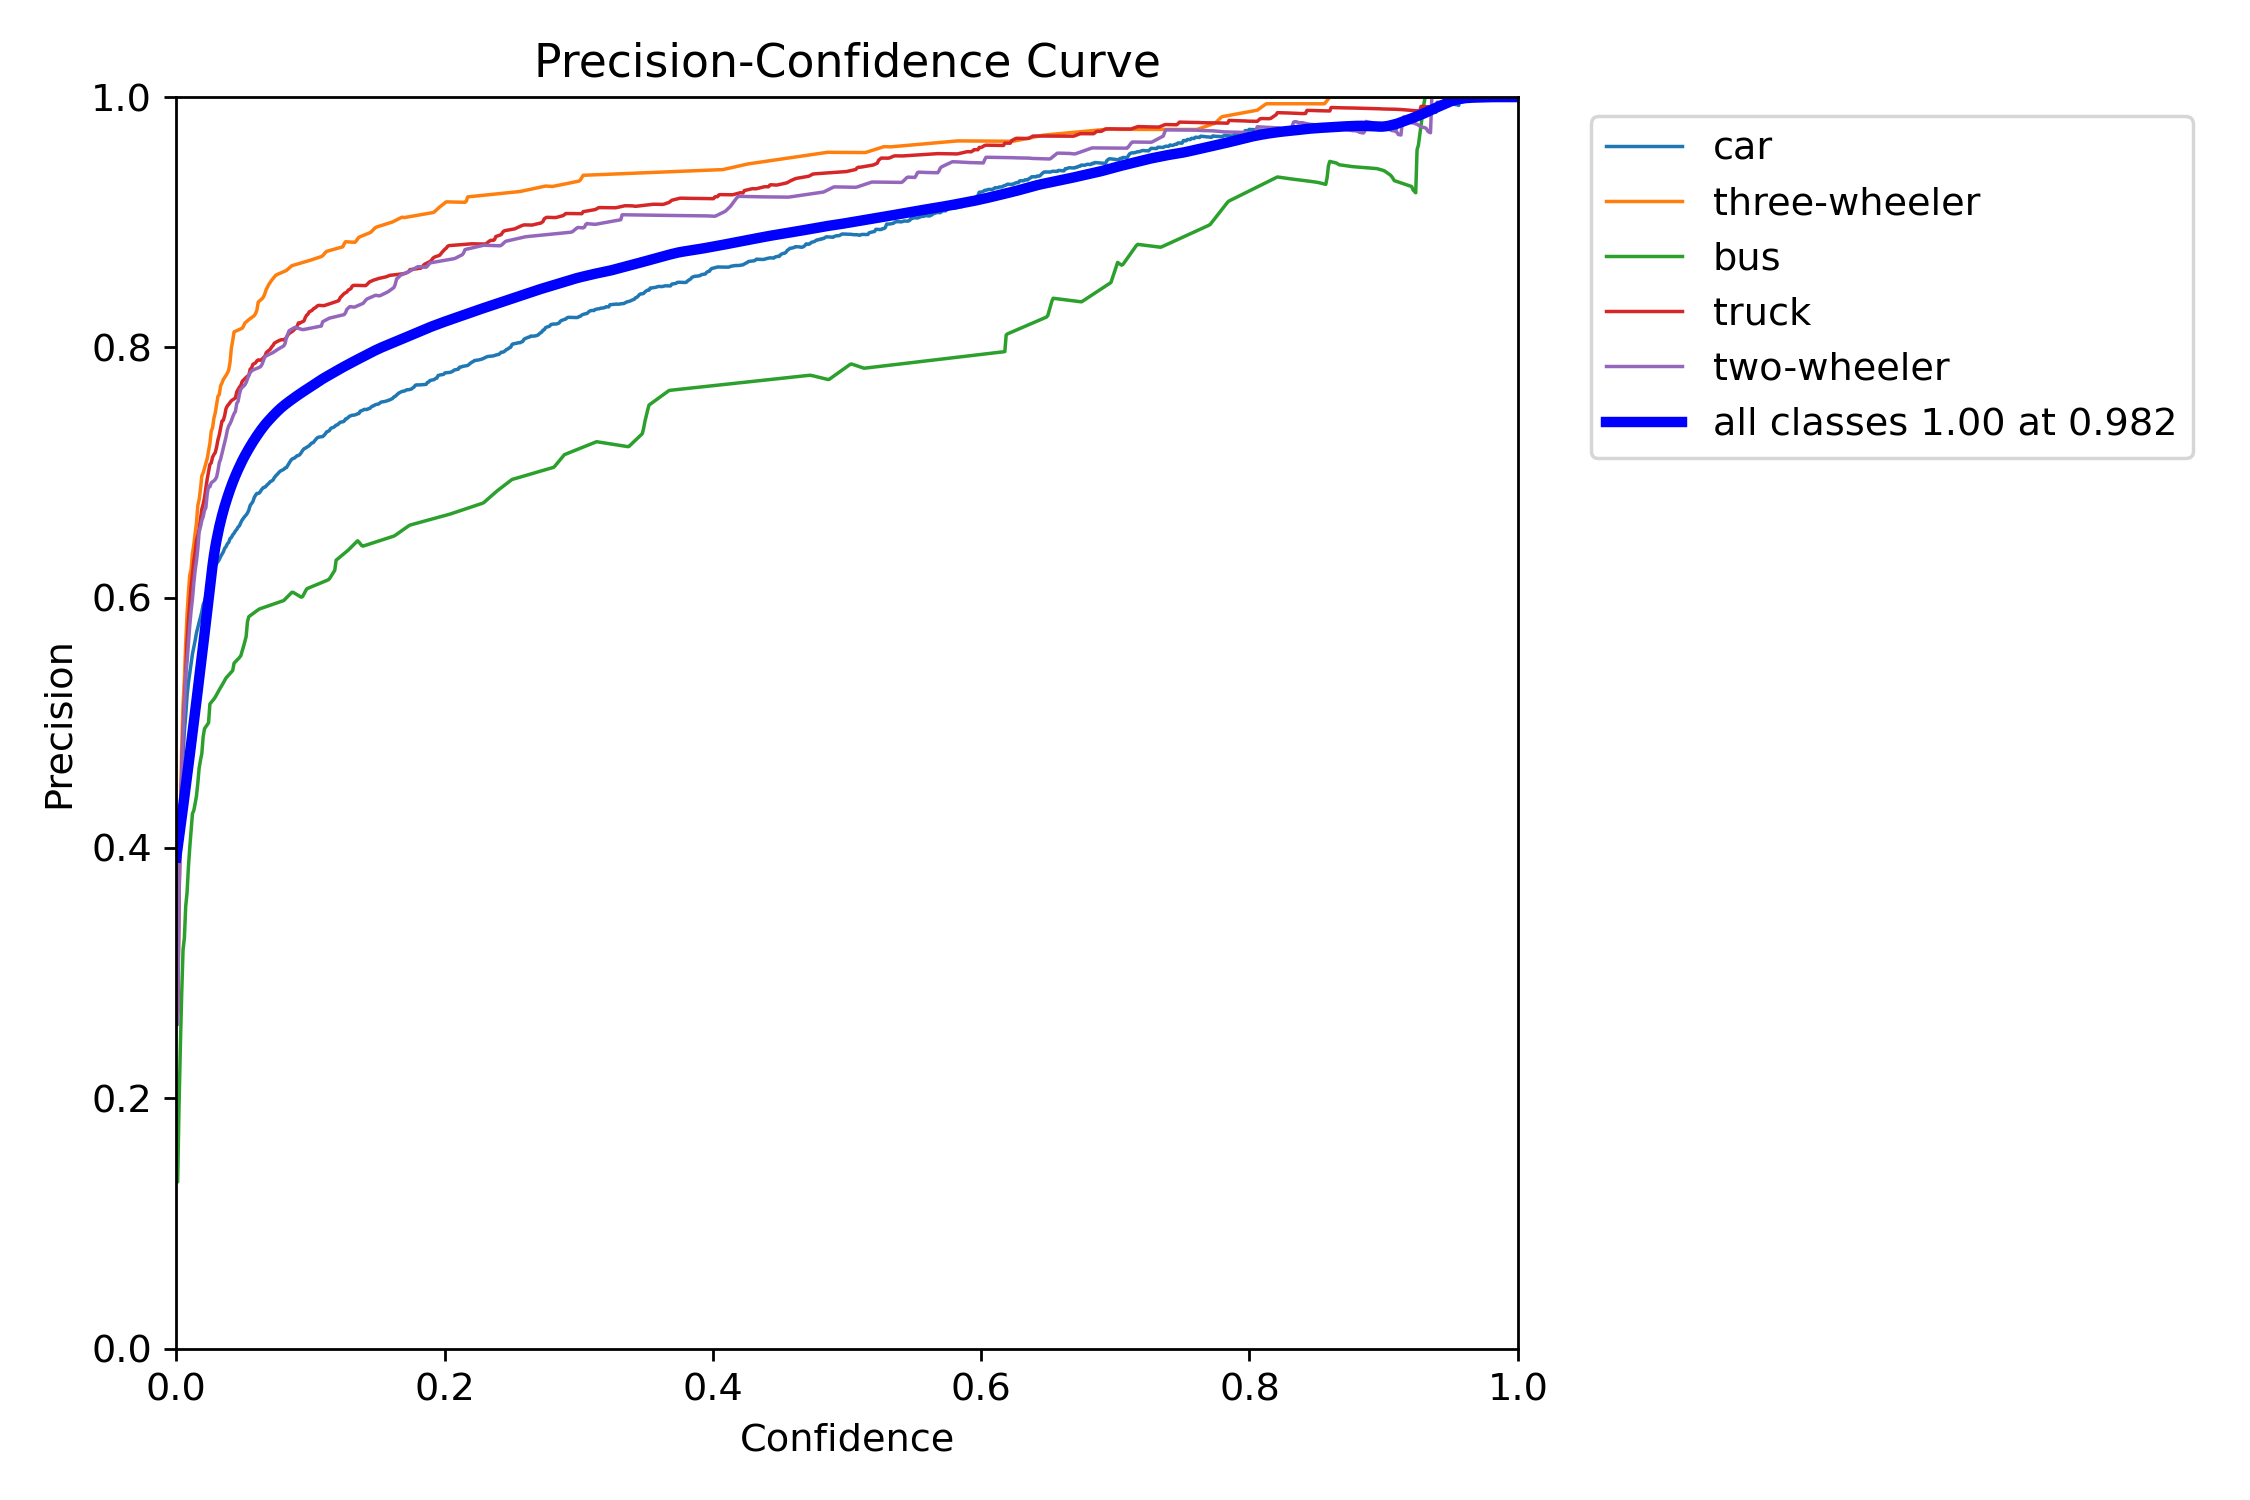 Precision-Confidence Curve
1.0
0.8
0.6
0.4
0.2
0.0
Precision
0.0 0.2 0.4 0.6 0.8 1.0
Confidence
car
three-wheeler
bus
truck
two-wheeler
all classes 1.00 at 0.982